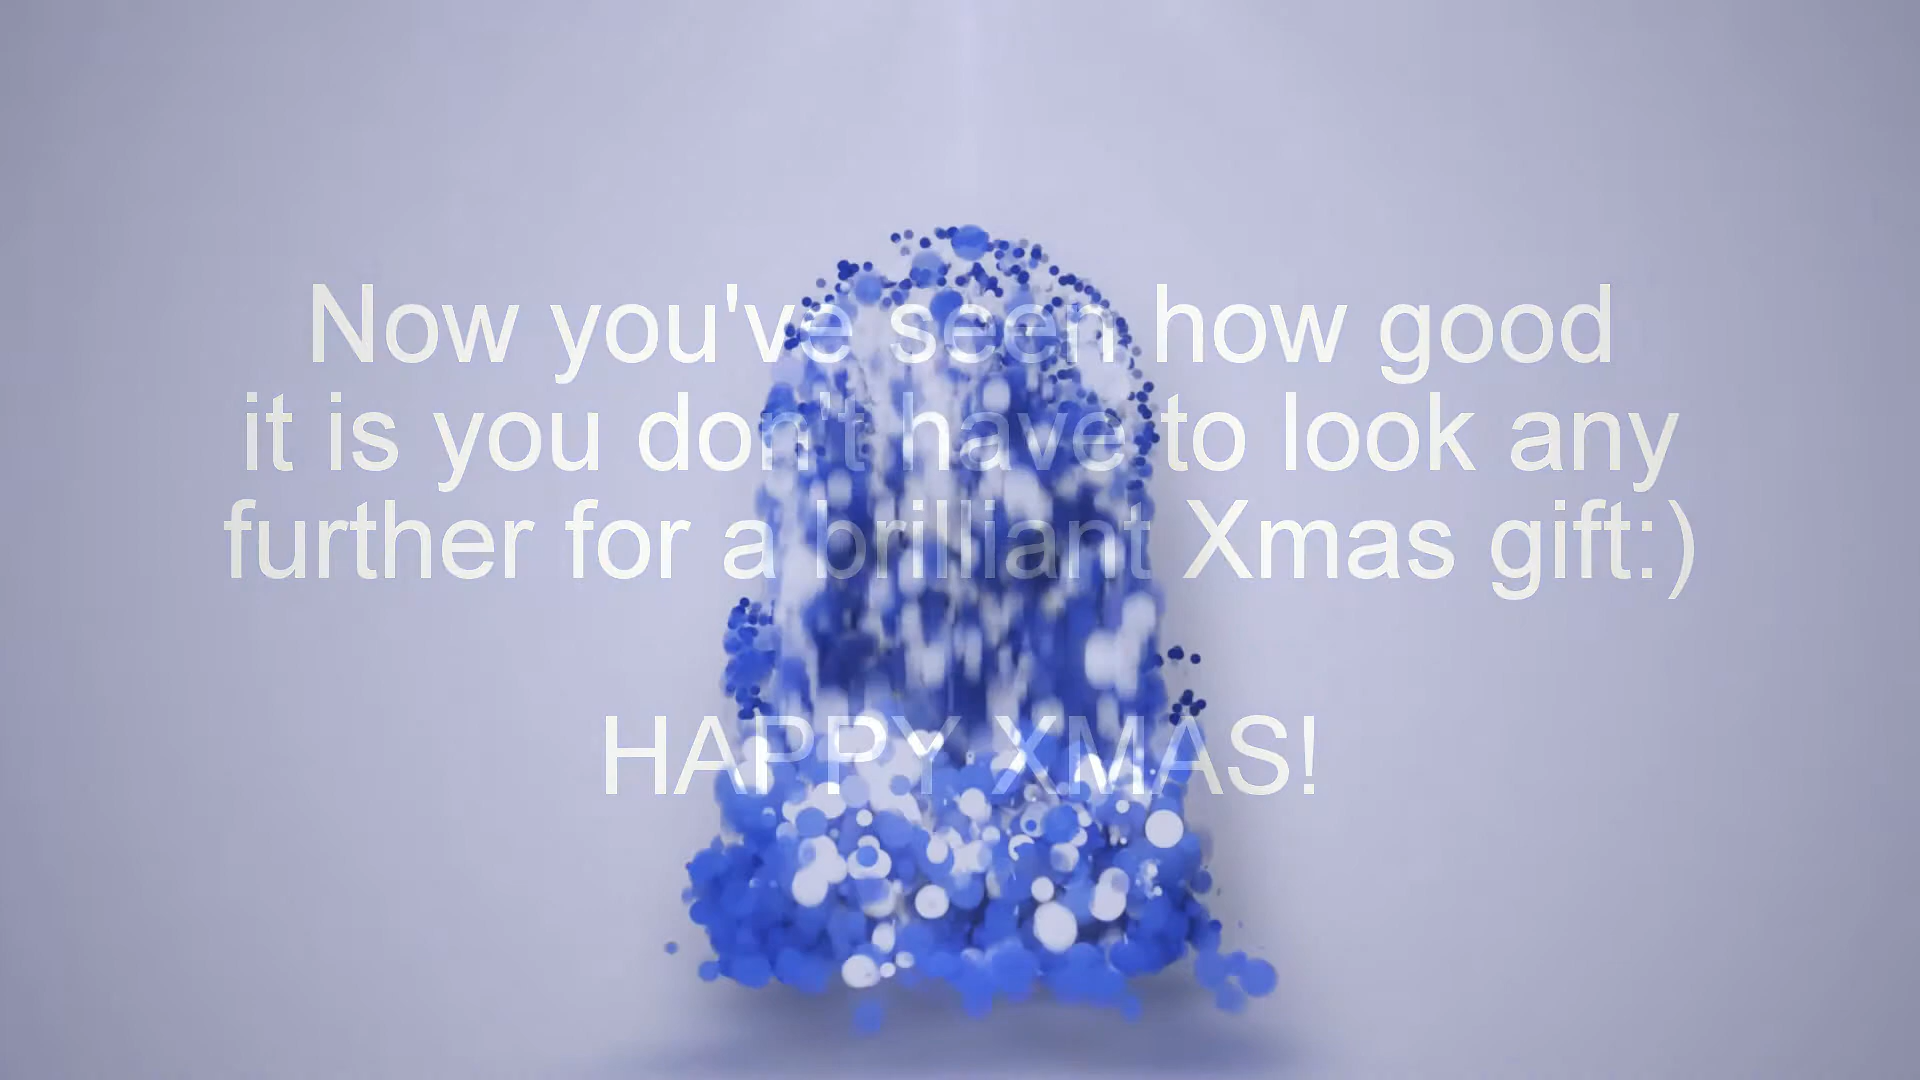 Now you've seen how good
it is you don't have to look any
further for a brilliant Xmas gift:)
HAPPY XMAS!